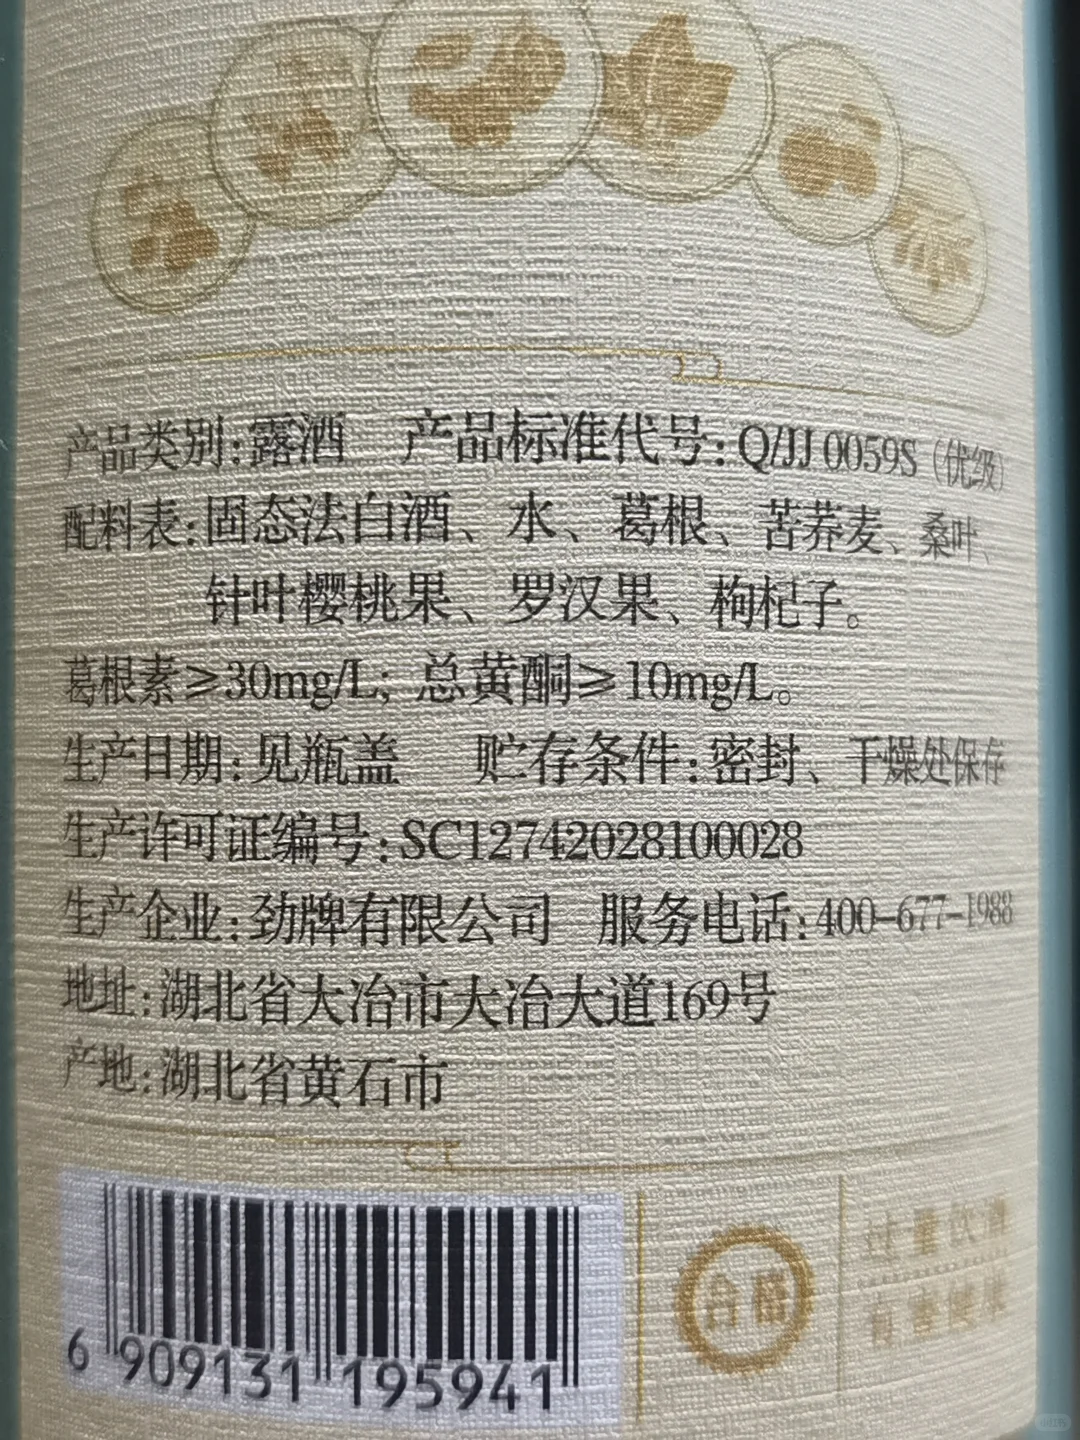 产品类别:露酒 产品标准代号:Q/JJ 0059S(优级)
配料表:固态法白酒、水、葛根、苦荞麦、桑叶、
针叶樱桃果、罗汉果、枸杞子。
葛根素≥30mg/L; 总黄酮≥10mg/L。
生产日期:见瓶盖 贮存条件:密封、干燥处保存
生产许可证编号:SC12742028100028
生产企业:劲牌有限公司 服务电话:400-677-1988
地址:湖北省大冶市大冶大道169号
产地:湖北省黄石市
6 909131 195941
合格
过量饮酒
有害健康